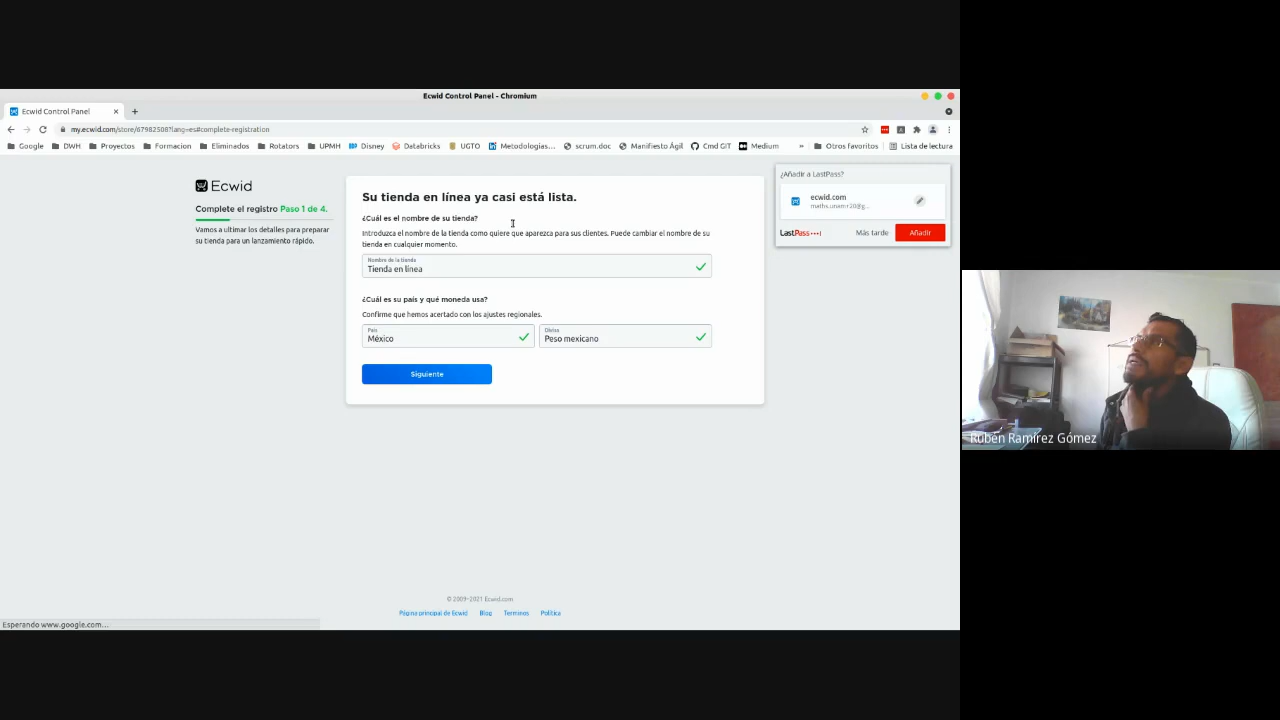 Ecwid Control Panel - Chromium
Ecwid Control Panel
my.ecwid.com/store/67982508?lang=es#complete-registration
Google DWH Proyectos Formacion Eliminados Rotators UPMH Disney Databricks UGTO Metodologías... scrum.doc Manifiesto Ágil Cmd GIT Medium » Otros favoritos Lista de lectura
Ecwid
Complete el registro Paso 1 de 4.
Vamos a ultimar los detalles para preparar
su tienda para un lanzamiento rápido.
Su tienda en línea ya casi está lista.
¿Cuál es el nombre de su tienda?
Introduzca el nombre de la tienda como quiere que aparezca para sus clientes. Puede cambiar el nombre de su
tienda en cualquier momento.
Nombre de la tienda
Tienda en línea
¿Cuál es su país y qué moneda usa?
Confirme que hemos acertado con los ajustes regionales.
País
México
Divisa
Peso mexicano
Siguiente
¿Añadir a LastPass?
ecwid.com
LastPass
Más tarde
Añadir
Rubén Ramírez Gómez
© 2009-2021 Ecwid.com
Página principal de Ecwid Blog Términos Política
Esperando www.google.com...